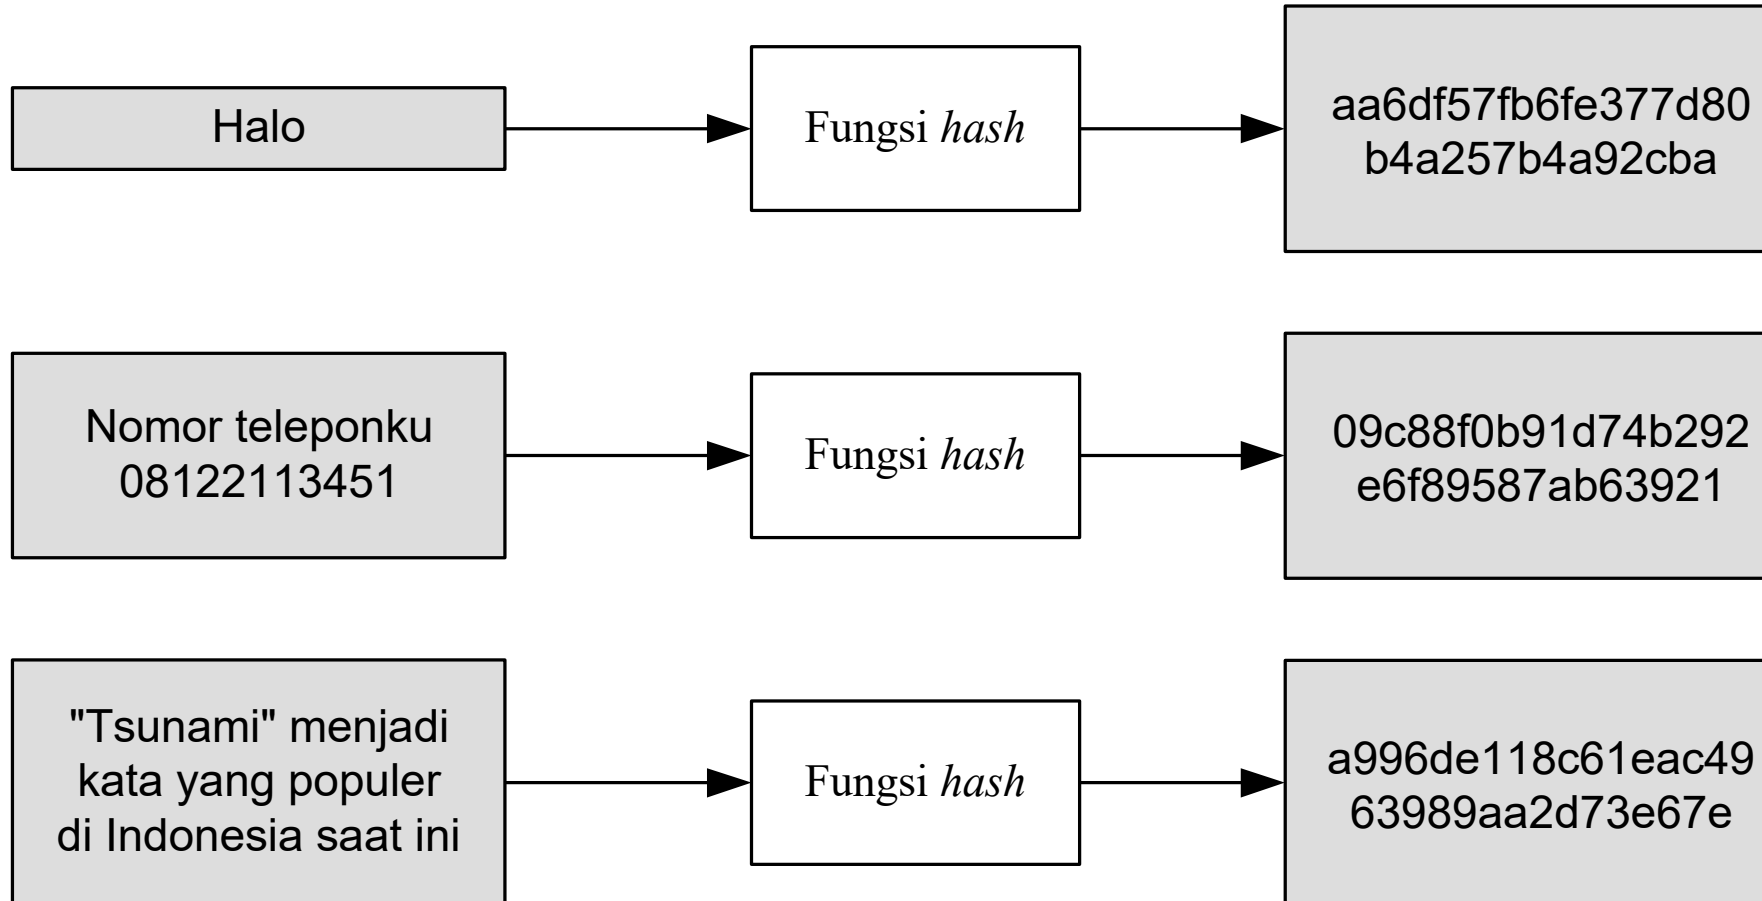 Halo
Fungsi hash
aa6df57fb6fe377d80
b4a257b4a92cba
Nomor teleponku
08122113451
Fungsi hash
09c88f0b91d74b292
e6f89587ab63921
"Tsunami" menjadi
kata yang populer
di Indonesia saat ini
Fungsi hash
a996de118c61eac49
63989aa2d73e67e